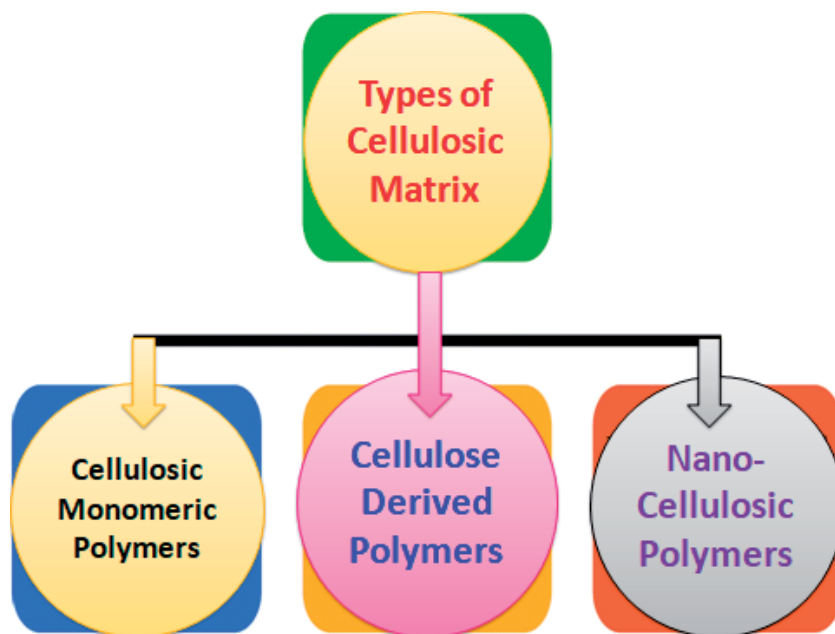 Types of
Cellulosic
Matrix
Cellulosic
Monomeric
Polymers
Cellulose
Derived
Polymers
Nano-
Cellulosic
Polymers